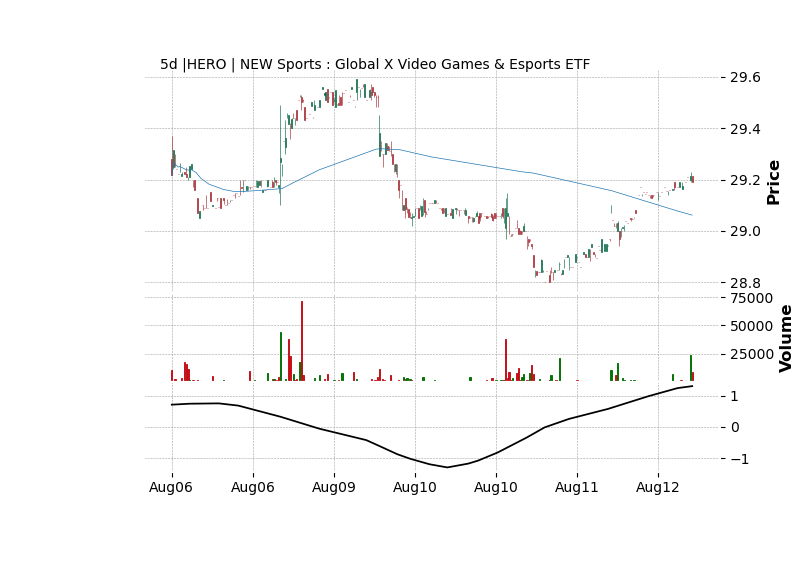 5d |HERO | NEW Sports : Global X Video Games & Esports ETF
29.6
29.4
29.2
29.0
28.8
Price
75000
50000
25000
Volume
1
0
−1
Aug06 Aug06 Aug09 Aug10 Aug10 Aug11 Aug12